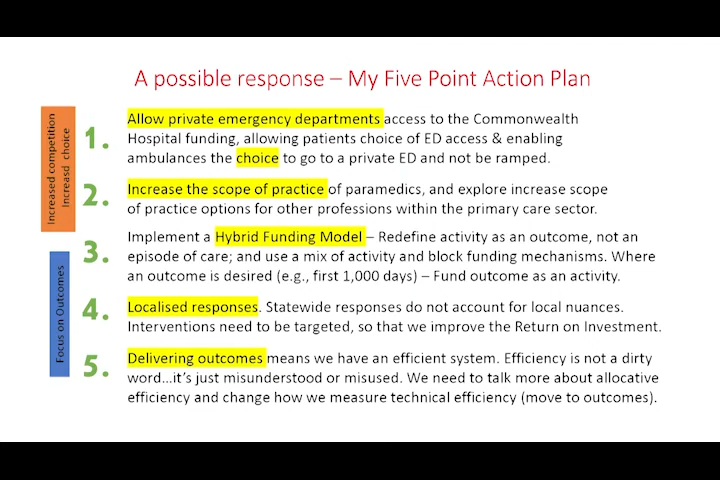 A possible response – My Five Point Action Plan
Increased competition
Increasd choice
1.
Allow private emergency departments access to the Commonwealth
Hospital funding, allowing patients choice of ED access & enabling
ambulances the choice to go to a private ED and not be ramped.
2.
Increase the scope of practice of paramedics, and explore increase scope
of practice options for other professions within the primary care sector.
Focus on Outcomes
3.
Implement a Hybrid Funding Model – Redefine activity as an outcome, not an
episode of care; and use a mix of activity and block funding mechanisms. Where
an outcome is desired (e.g., first 1,000 days) – Fund outcome as an activity.
4.
Localised responses. Statewide responses do not account for local nuances.
Interventions need to be targeted, so that we improve the Return on Investment.
5.
Delivering outcomes means we have an efficient system. Efficiency is not a dirty
word...it's just misunderstood or misused. We need to talk more about allocative
efficiency and change how we measure technical efficiency (move to outcomes).